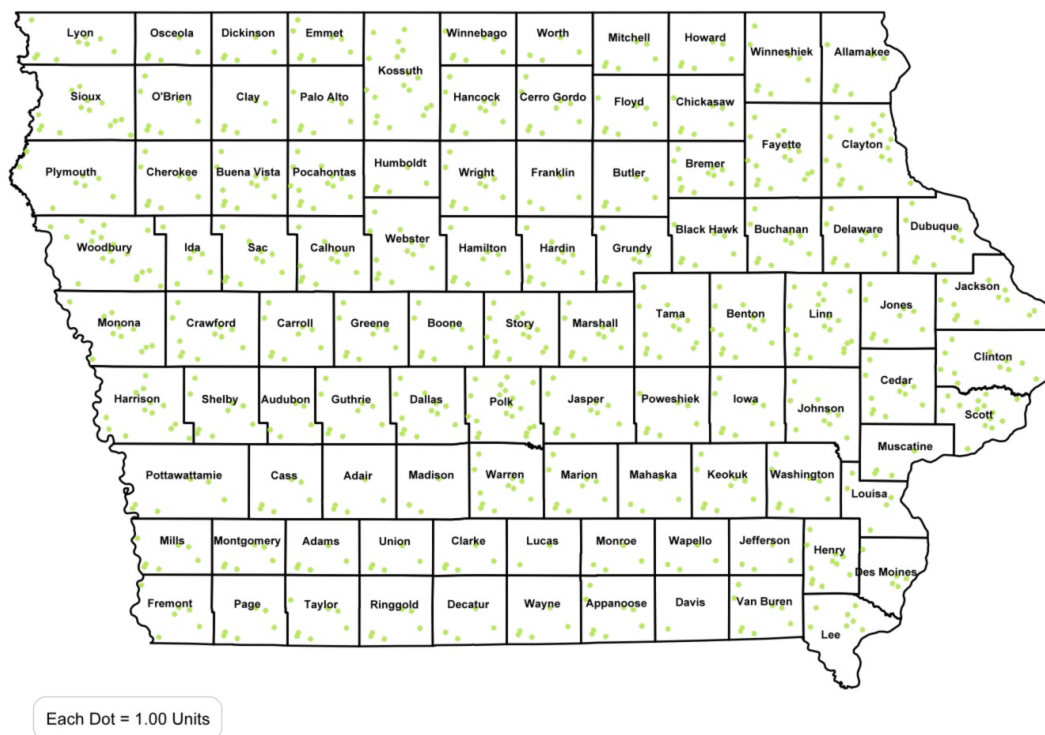 Lyon Osceola Dickinson Emmet Winnebago Worth Mitchell Howard Winneshiek Allamakee
Kossuth
Sioux O'Brien Clay Palo Alto Hancock Cerro Gordo Floyd Chickasaw
Fayette Clayton
Plymouth Cherokee Buena Vista Pocahontas Humboldt Wright Franklin Butler Bremer
Woodbury Ida Sac Calhoun Webster Hamilton Hardin Grundy Black Hawk Buchanan Delaware Dubuque
Jackson
Monona Crawford Carroll Greene Boone Story Marshall Tama Benton Linn Jones
Clinton
Harrison Shelby Audubon Guthrie Dallas Polk Jasper Poweshiek Iowa Johnson Cedar Scott
Muscatine
Pottawattamie Cass Adair Madison Warren Marion Mahaska Keokuk Washington
Louisa
Mills Montgomery Adams Union Clarke Lucas Monroe Wapello Jefferson Henry
Des Moines
Fremont Page Taylor Ringgold Decatur Wayne Appanoose Davis Van Buren
Lee
Each Dot = 1.00 Units